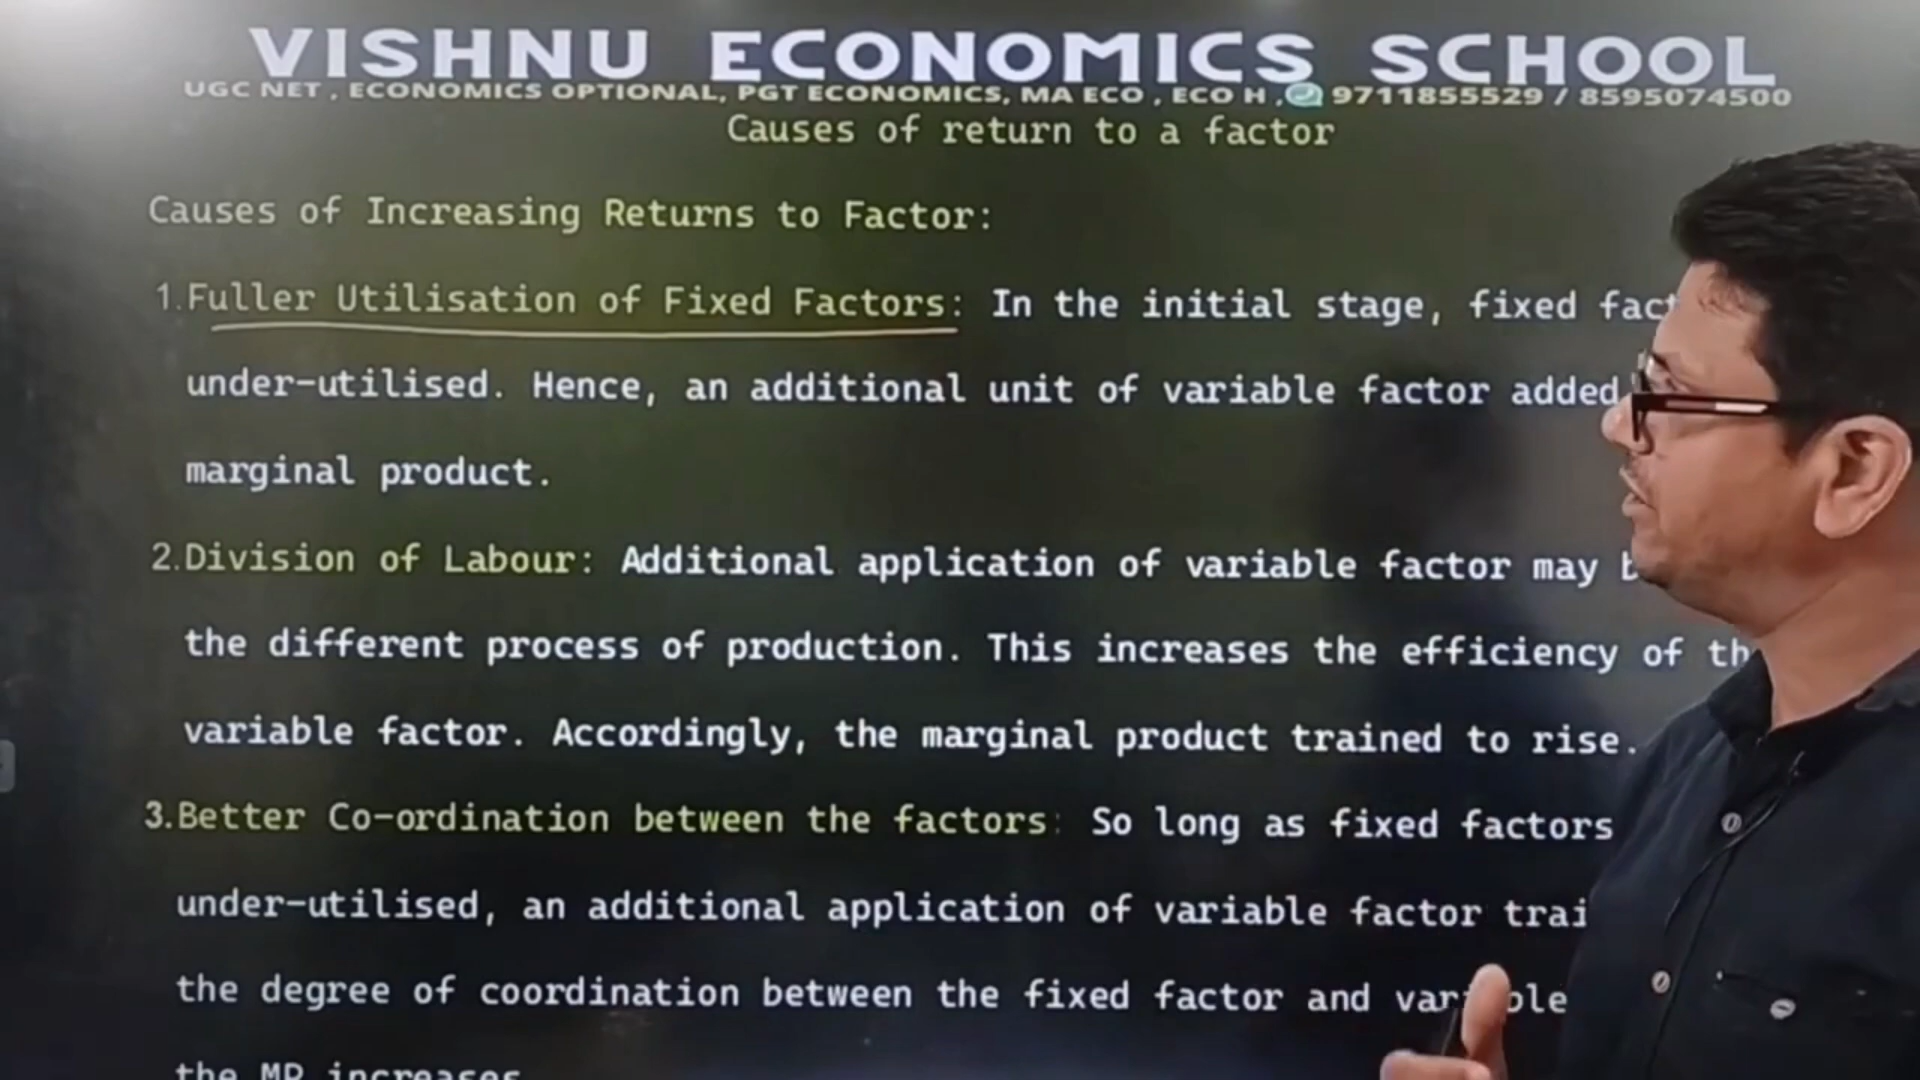 VISHNU ECONOMICS SCHOOL
UGC NET , ECONOMICS OPTIONAL, PGT ECONOMICS, MA ECO , ECO H , 9711855529 / 8595074500
Causes of return to a factor
Causes of Increasing Returns to Factor:
1.Fuller Utilisation of Fixed Factors: In the initial stage, fixed
under-utilised. Hence, an additional unit of variable factor added
marginal product.
2.Division of Labour: Additional application of variable factor may
the different process of production. This increases the efficiency of
variable factor. Accordingly, the marginal product trained to rise.
3.Better Co-ordination between the factors: So long as fixed factors
under-utilised, an additional application of variable factor
the degree of coordination between the fixed factor and
the MP increases